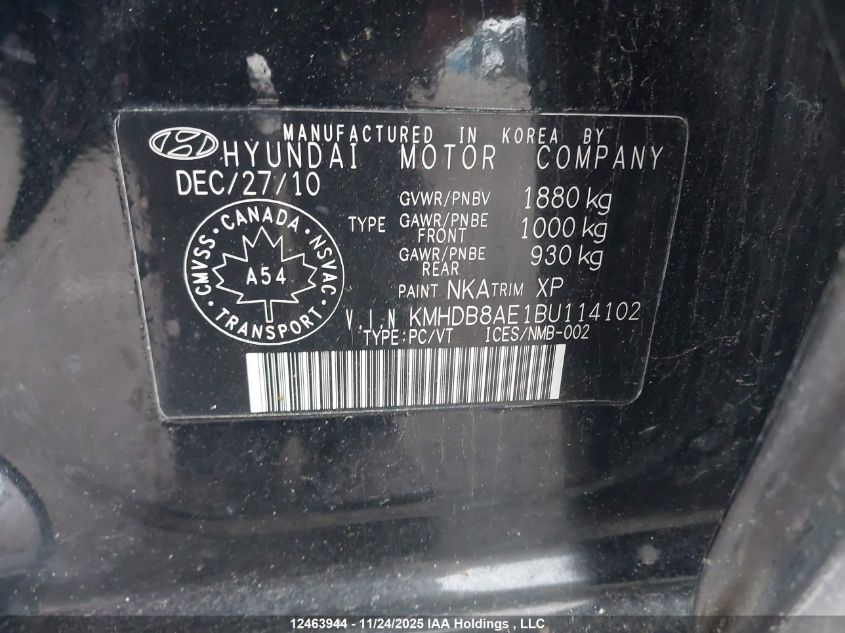 MANUFACTURED IN KOREA BY
HYUNDAI MOTOR COMPANY
DEC/27/10
GVWR/PNBV 1880 kg
TYPE GAWR/PNBE FRONT 1000 kg
GAWR/PNBE REAR 930 kg
PAINT NKA TRIM XP
CMVSS · CANADA · NSVAC
A54
TRANSPORT
V.I.N KMHDB8AE1BU114102
TYPE:PC/VT ICES/NMB-002
12463944 - 11/24/2025 IAA Holdings , LLC